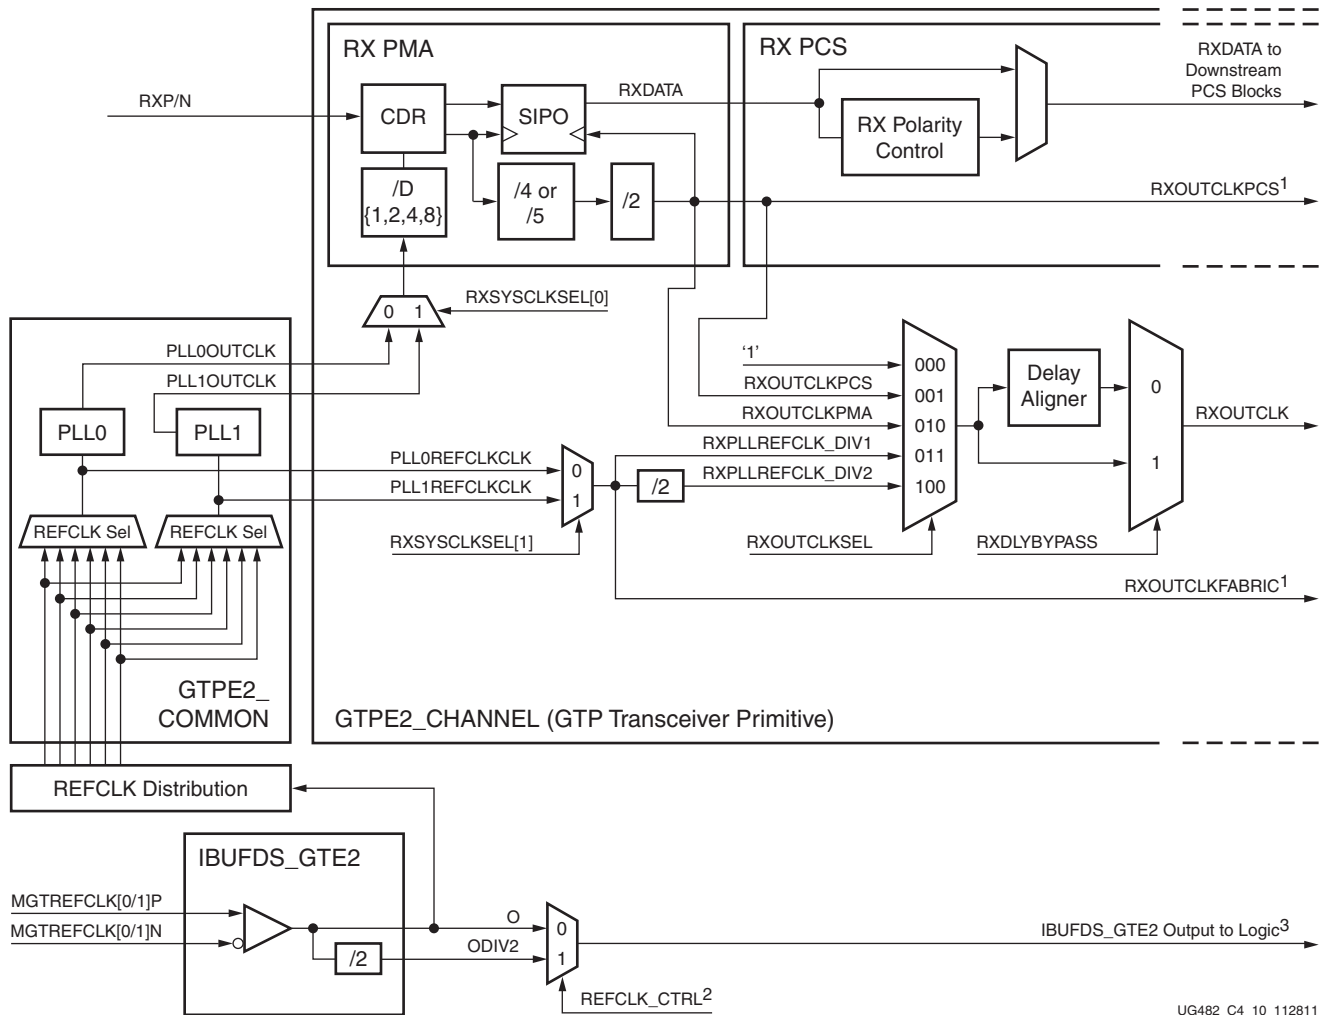 RX PMA
RX PCS
RXDATA to
Downstream
PCS Blocks
RXP/N
CDR
SIPO
RXDATA
RX Polarity
Control
/D
{1,2,4,8}
/4 or
/5
/2
RXOUTCLKPCS1
0 1
RXSYSCLKSEL[0]
PLL0OUTCLK
PLL1OUTCLK
PLL0
PLL1
'1'
RXOUTCLKPCS
RXOUTCLKPMA
RXPLLREFCLK_DIV1
RXPLLREFCLK_DIV2
000
001
010
011
100
Delay
Aligner
0
1
RXOUTCLK
PLL0REFCLKCLK
PLL1REFCLKCLK
0
1
/2
REFCLK Sel
REFCLK Sel
RXSYSCLKSEL[1]
RXOUTCLKSEL
RXDLYBYPASS
RXOUTCLKFABRIC1
GTPE2_
COMMON
GTPE2_CHANNEL (GTP Transceiver Primitive)
REFCLK Distribution
IBUFDS_GTE2
MGTREFCLK[0/1]P
MGTREFCLK[0/1]N
/2
O
ODIV2
0
1
IBUFDS_GTE2 Output to Logic3
REFCLK_CTRL2
UG482_C4_10_112811